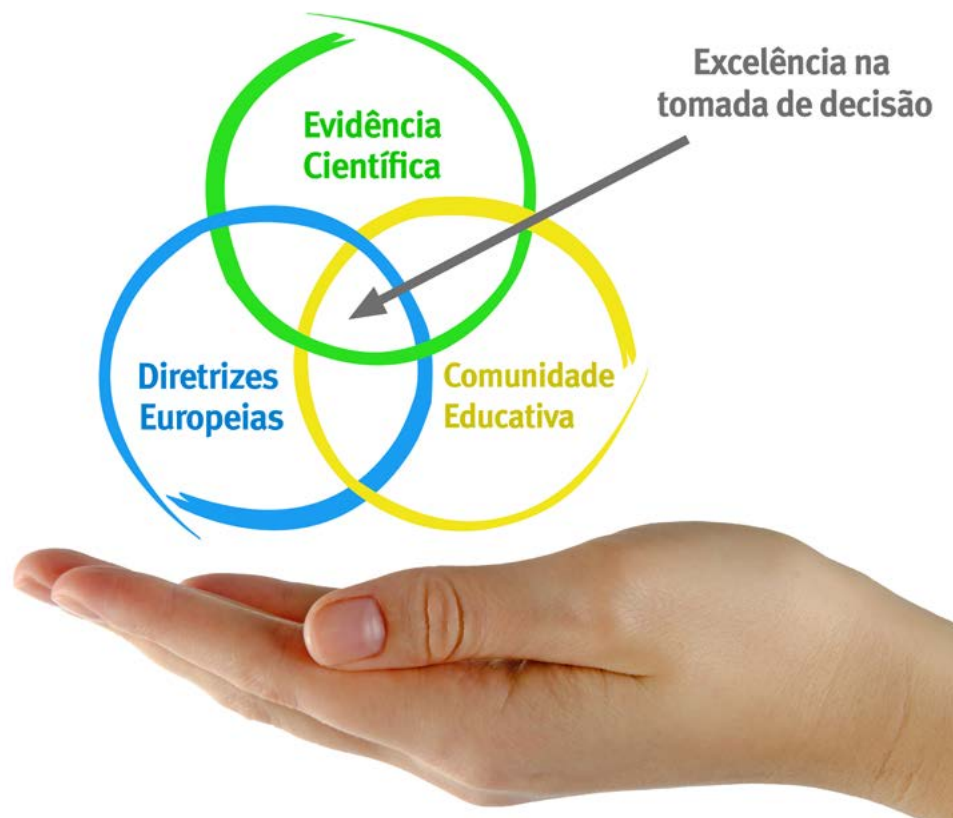 Excelência na
tomada de decisão
Evidência
Científica
Diretrizes
Europeias
Comunidade
Educativa